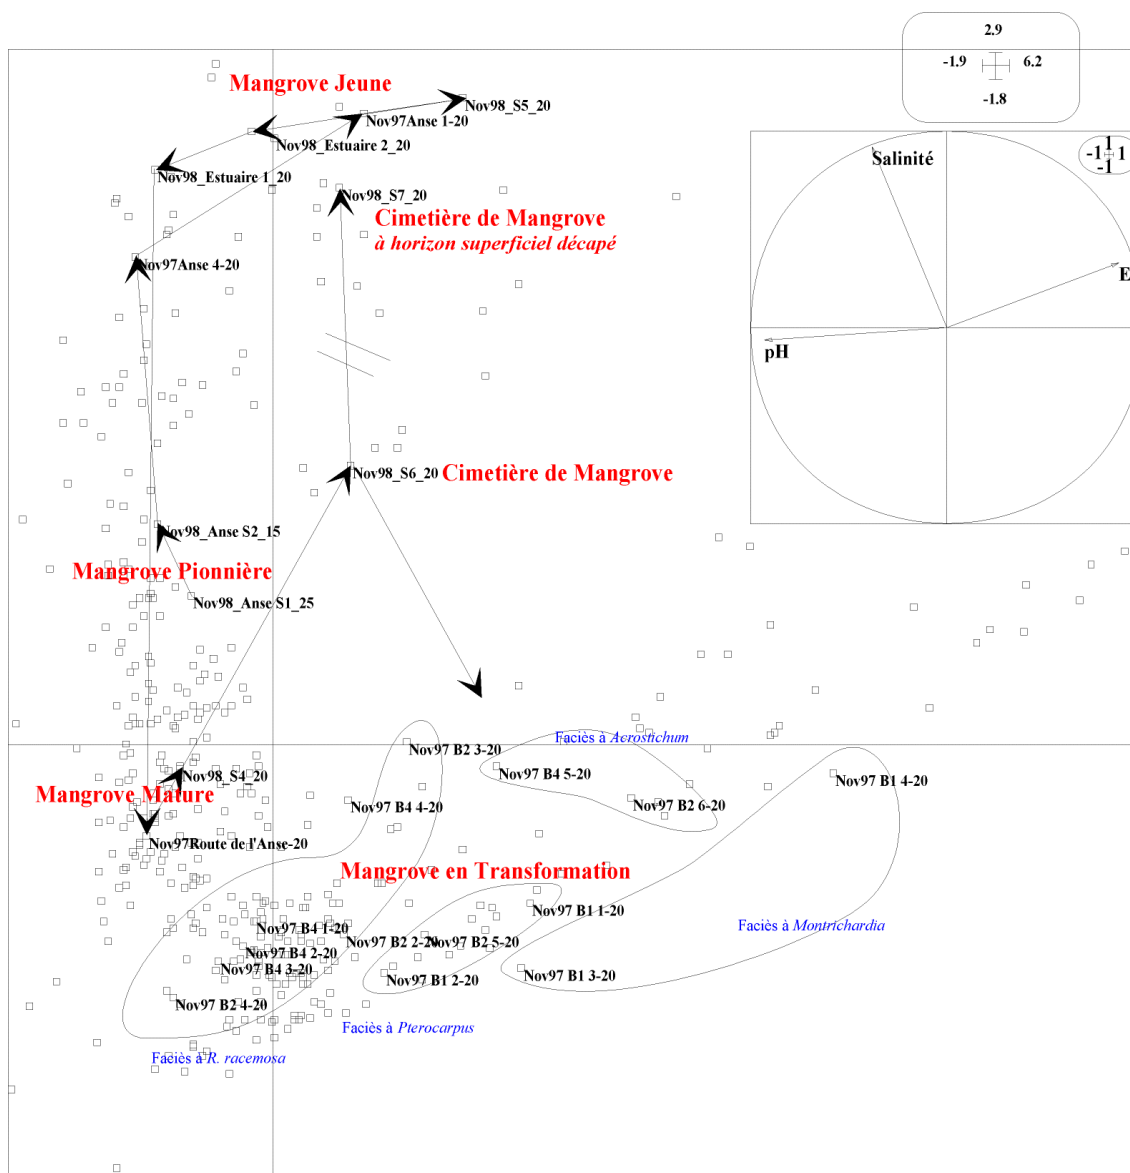 2.9
-1.9
6.2
-1.8
Mangrove Jeune
Nov98_S5_20
Nov97Anse 1-20
Nov98_Estuaire 2_20
Nov98_Estuaire 1_20
Salinité
1
-1
1
-1
Nov98_S7_20
Cimetière de Mangrove
à horizon superficiel décapé
Nov97Anse 4-20
E
pH
Nov98_S6_20
Cimetière de Mangrove
Nov98_Anse S2_15
Mangrove Pionnière
Nov98_Anse S1_25
Faciès à Acrostichum
Nov97 B2 3-20
Nov98_S4_20
Nov97 B4 5-20
Nov97 B1 4-20
Mangrove Mature
Nov97 B4 4-20
Nov97 B2 6-20
Nov97Route de l'Anse-20
Mangrove en Transformation
Nov97 B1 1-20
Faciès à Montrichardia
Nov97 B4 1-20
Nov97 B2 2-20
Nov97 B2 5-20
Nov97 B4 2-20
Nov97 B4 3-20
Nov97 B1 2-20
Nov97 B1 3-20
Nov97 B2 4-20
Faciès à Pterocarpus
Faciès à R. racemosa